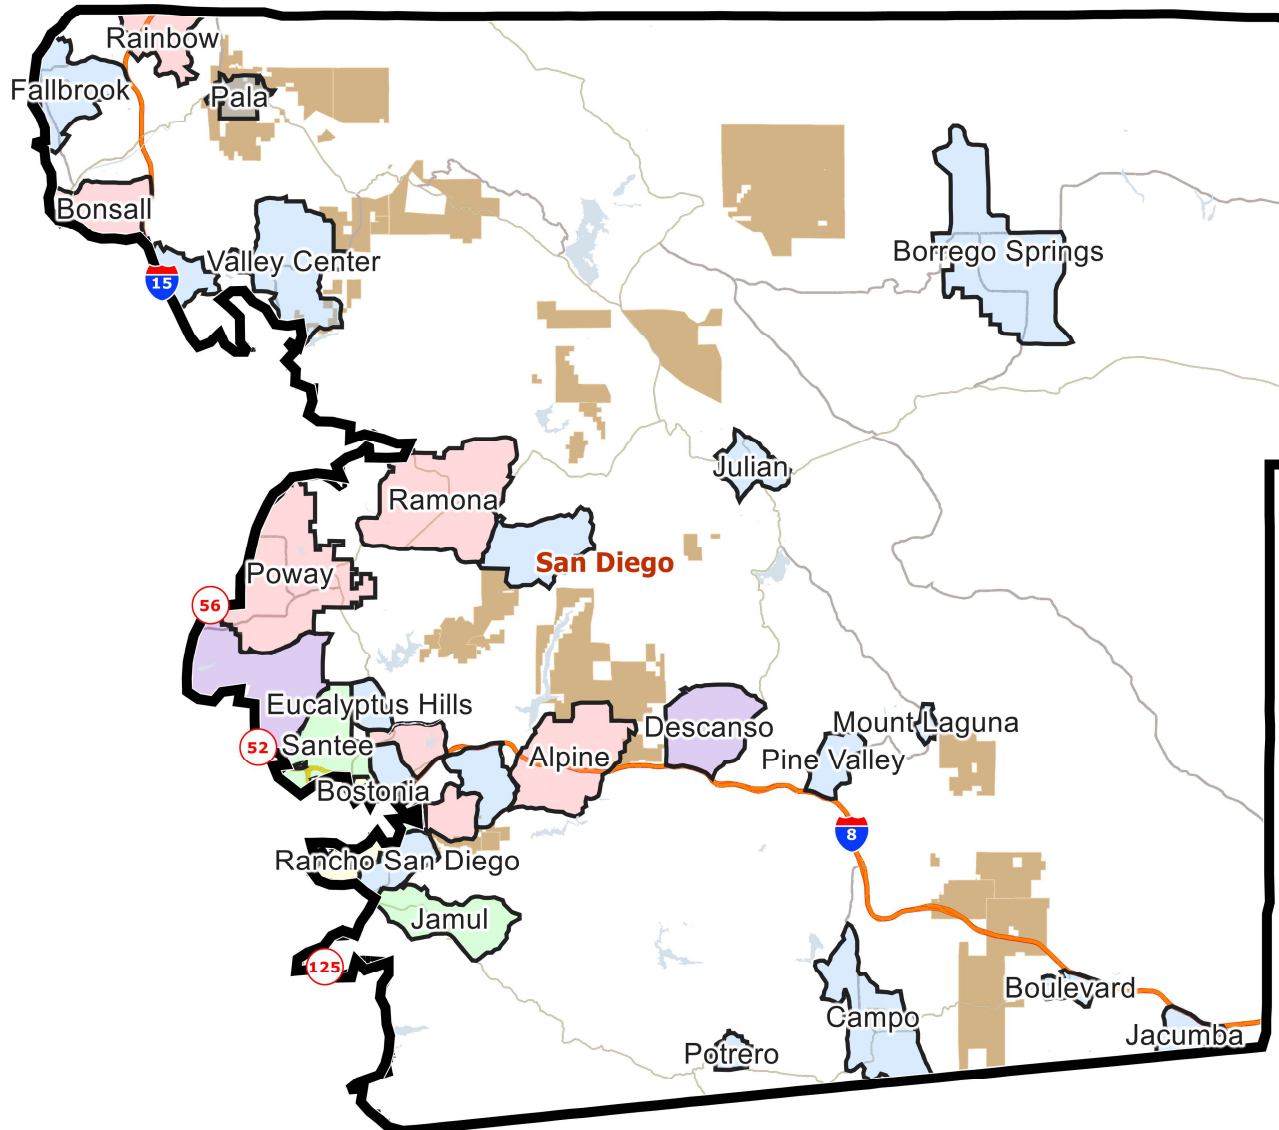 Rainbow
Fallbrook
Pala
Bonsall
Valley Center
Borrego Springs
15
Julian
Ramona
San Diego
Poway
56
Eucalyptus Hills
Mount Laguna
Descanso
52
Santee
Alpine
Pine Valley
Bostonia
8
Rancho San Diego
Jamul
125
Boulevard
Campo
Jacumba
Potrero